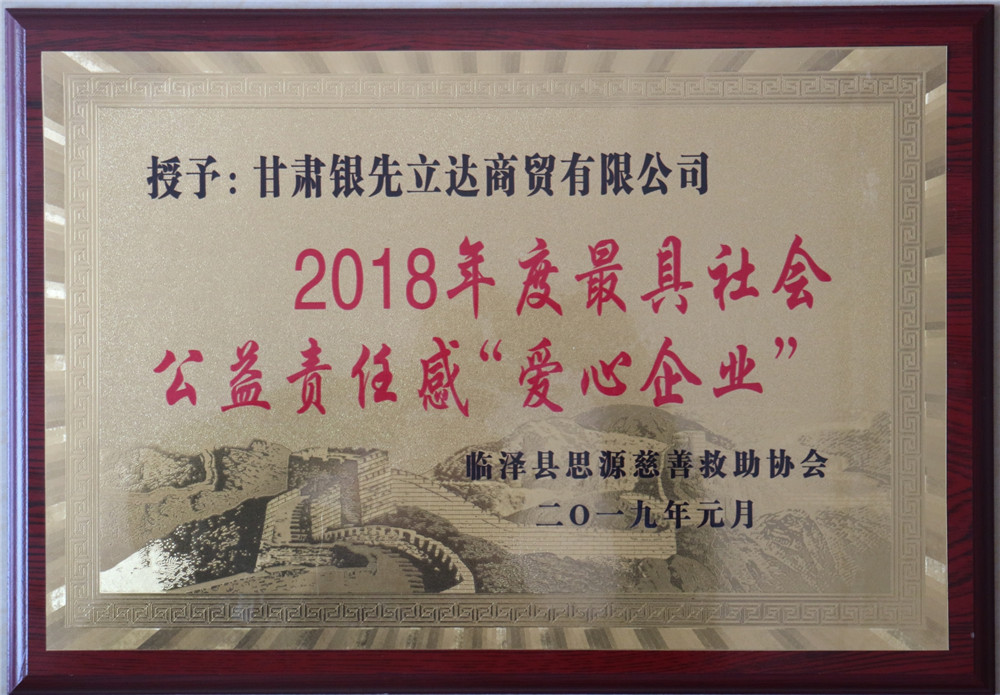 授予：甘肃银先立达商贸有限公司
2018年度最具社会
公益责任感“爱心企业”
临泽县思源慈善救助协会
二O一九年元月